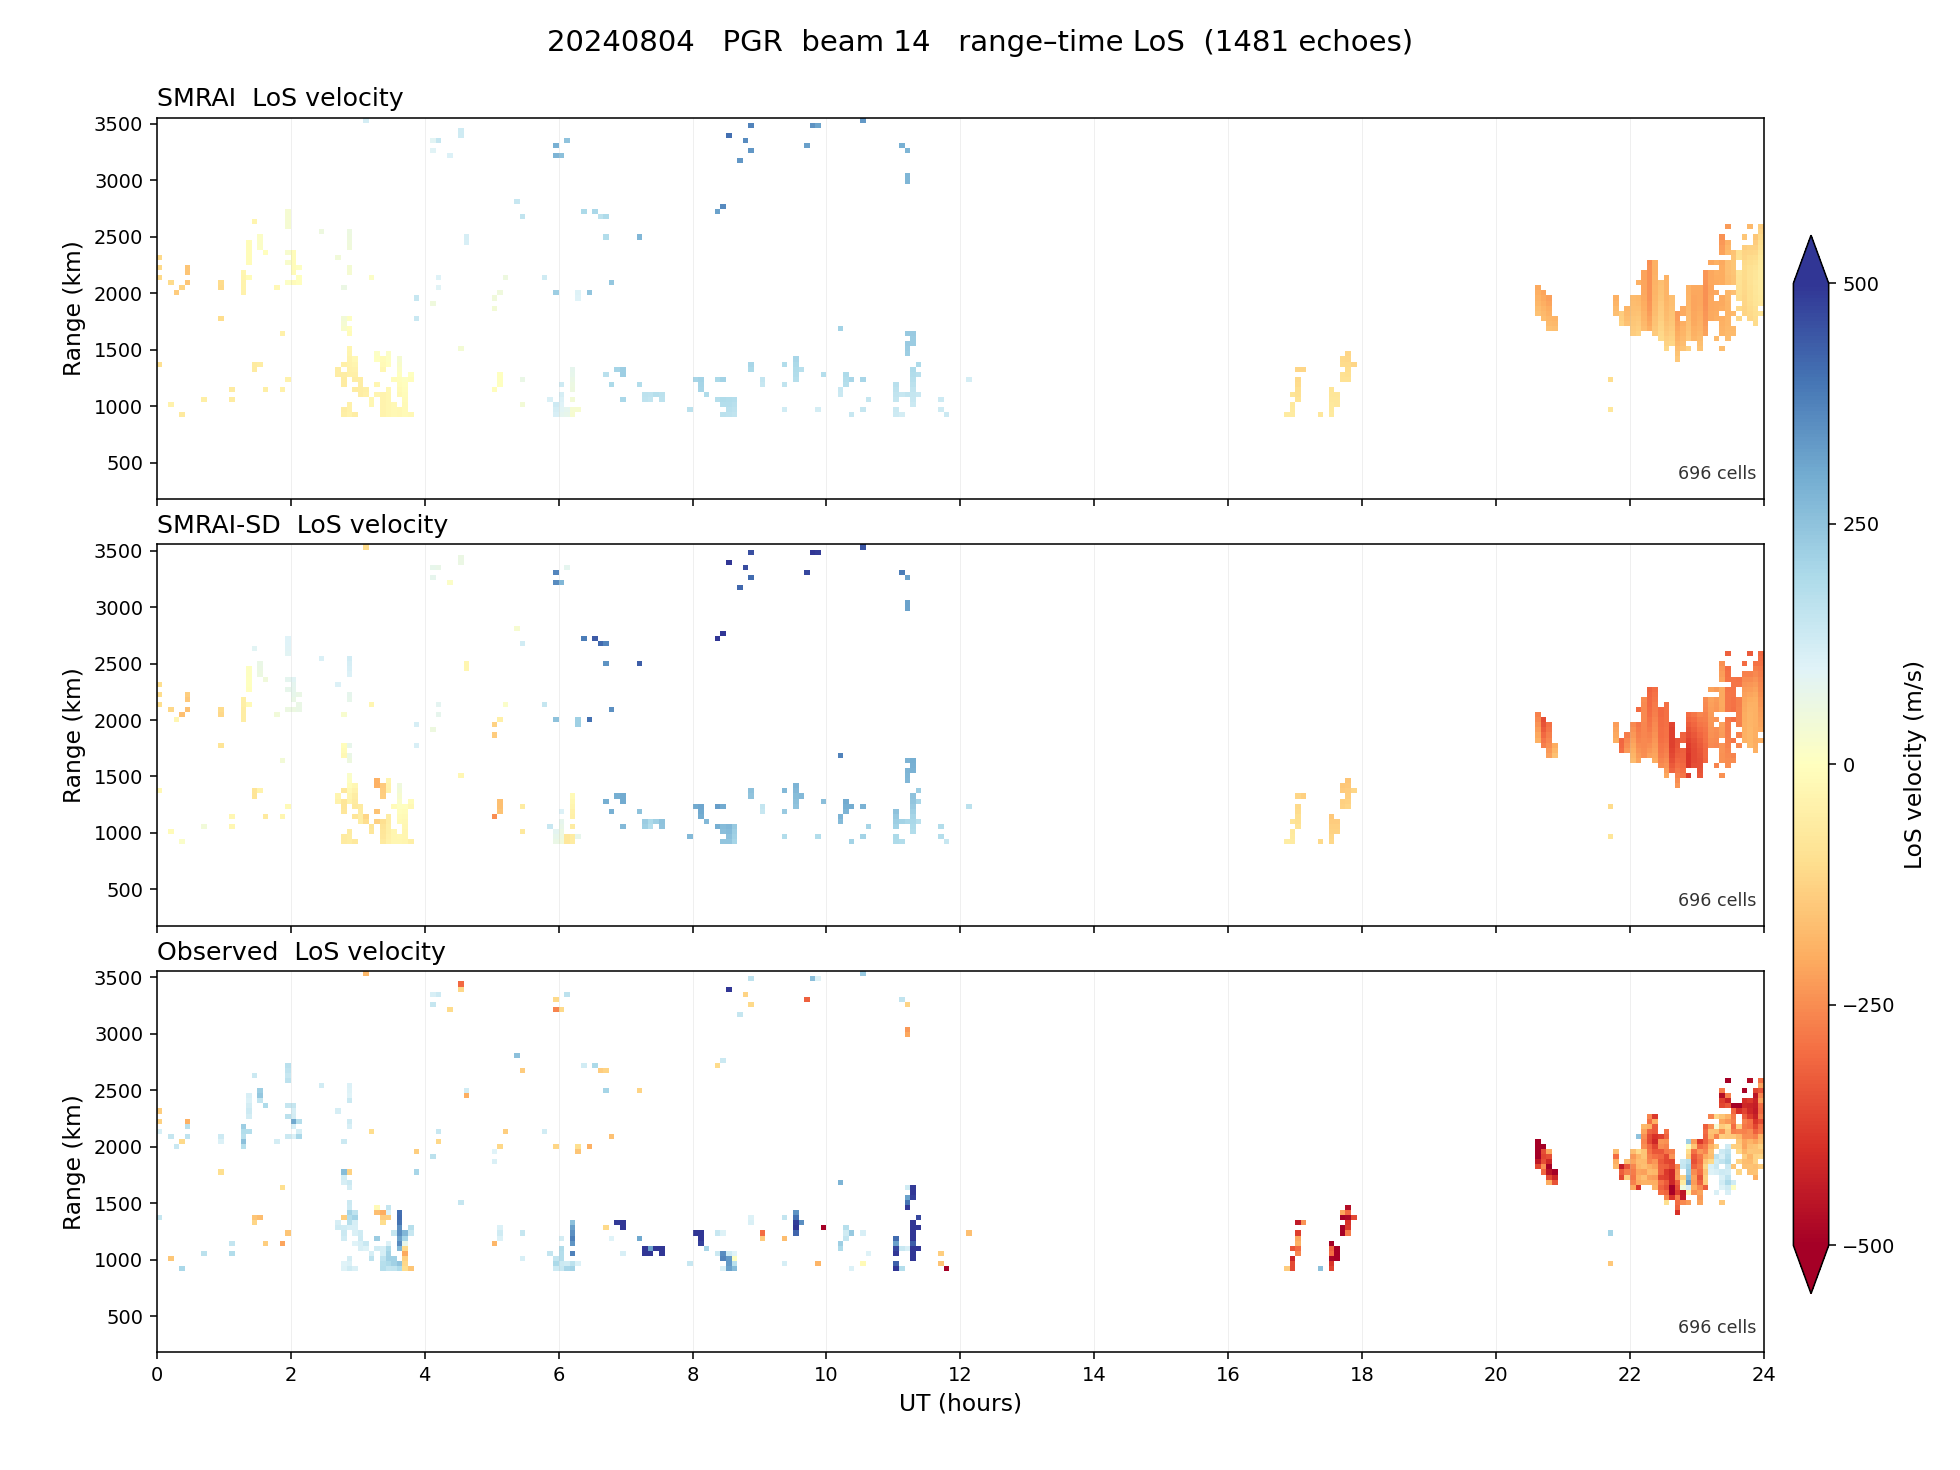 20240804 PGR beam 14 range–time LoS (1481 echoes)
SMRAI LoS velocity
3500
3000
2500
2000
1500
1000
500
Range (km)
696 cells
SMRAI-SD LoS velocity
3500
3000
2500
2000
1500
1000
500
Range (km)
696 cells
Observed LoS velocity
3500
3000
2500
2000
1500
1000
500
Range (km)
696 cells
0 2 4 6 8 10 12 14 16 18 20 22 24
UT (hours)
500
250
0
−250
−500
LoS velocity (m/s)